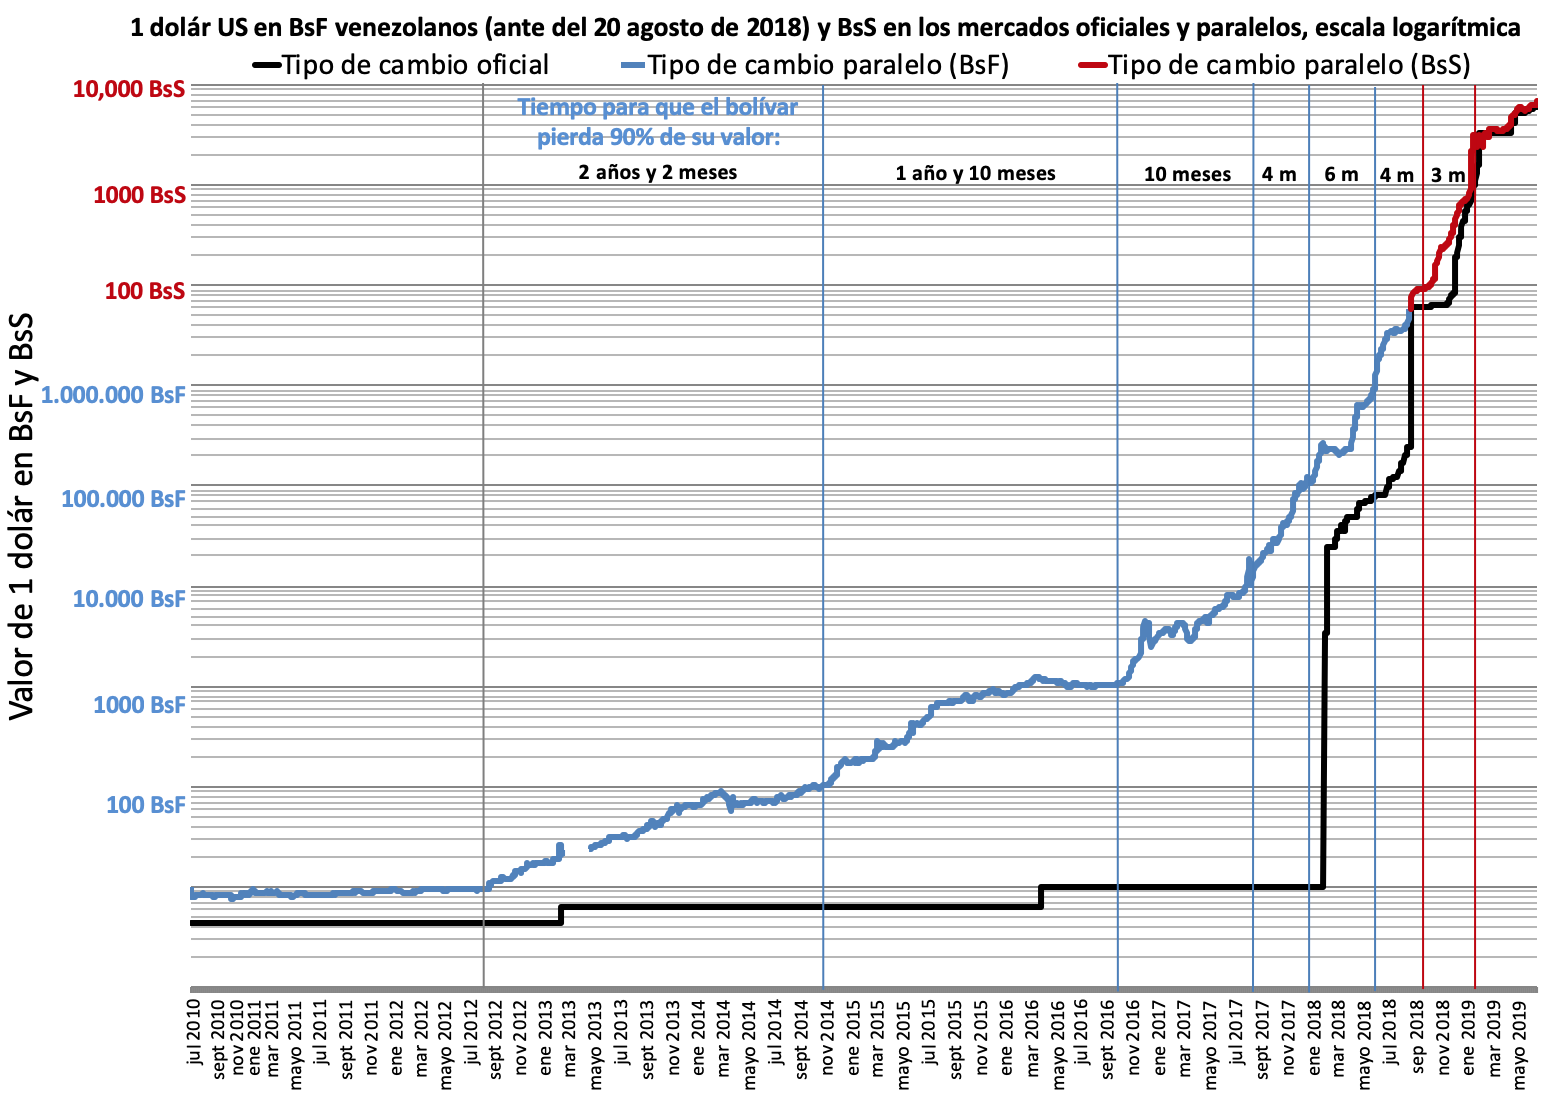 1 dolár US en BsF venezolanos (ante del 20 agosto de 2018) y BsS en los mercados oficiales y paralelos, escala logarítmica
Tipo de cambio oficial
Tipo de cambio paralelo (BsF)
Tipo de cambio paralelo (BsS)
Valor de 1 dolár en BsF y BsS
10,000 BsS
1000 BsS
100 BsS
1.000.000 BsF
100.000 BsF
10.000 BsF
1000 BsF
100 BsF
Tiempo para que el bolívar
pierda 90% de su valor:
2 años y 2 meses
1 año y 10 meses
10 meses
4 m
6 m
4 m
3 m
jul 2010
sept 2010
nov 2010
ene 2011
mar 2011
mayo 2011
jul 2011
sept 2011
nov 2011
ene 2012
mar 2012
mayo 2012
jul 2012
sept 2012
nov 2012
ene 2013
mar 2013
mayo 2013
jul 2013
sept 2013
nov 2013
ene 2014
mar 2014
mayo 2014
jul 2014
sept 2014
nov 2014
ene 2015
mar 2015
mayo 2015
jul 2015
sept 2015
nov 2015
ene 2016
mar 2016
mayo 2016
jul 2016
sept 2016
nov 2016
ene 2017
mar 2017
mayo 2017
jul 2017
sept 2017
nov 2017
ene 2018
mar 2018
mayo 2018
jul 2018
sep 2018
nov 2018
ene 2019
mar 2019
mayo 2019